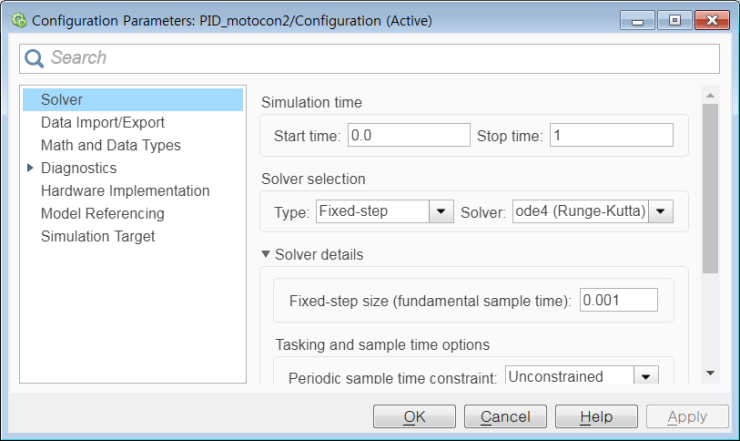 Configuration Parameters: PID_motocon2/Configuration (Active)
Search
Solver
Data Import/Export
Math and Data Types
Diagnostics
Hardware Implementation
Model Referencing
Simulation Target
Simulation time
Start time: 0.0 Stop time: 1
Solver selection
Type: Fixed-step Solver: ode4 (Runge-Kutta)
Solver details
Fixed-step size (fundamental sample time): 0.001
Tasking and sample time options
Periodic sample time constraint: Unconstrained
OK Cancel Help Apply